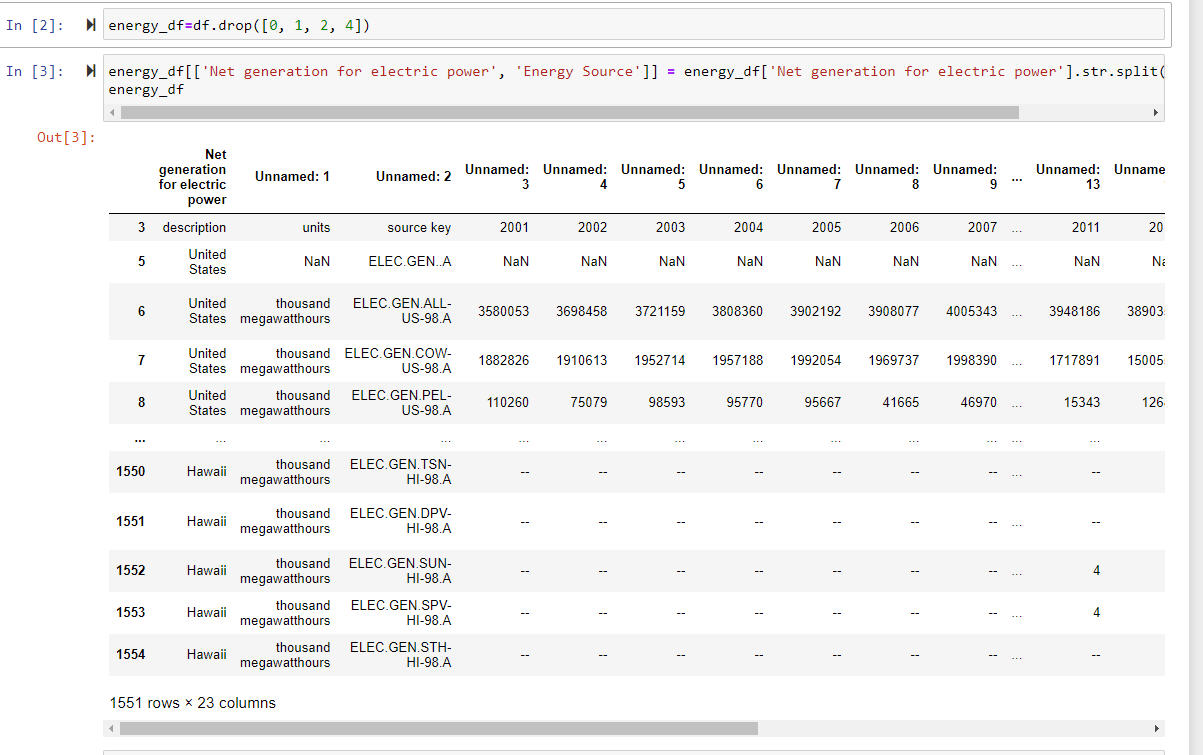 In [2]: energy_df=df.drop([0, 1, 2, 4])
In [3]: energy_df[['Net generation for electric power', 'Energy Source']] = energy_df['Net generation for electric power'].str.split(
energy_df
Out[3]:
Net generation for electric power Unnamed: 1 Unnamed: 2 Unnamed: 3 Unnamed: 4 Unnamed: 5 Unnamed: 6 Unnamed: 7 Unnamed: 8 Unnamed: 9 ... Unnamed: 13 Unname
3 description units source key 2001 2002 2003 2004 2005 2006 2007 ... 2011 20
5 United States NaN ELEC.GEN..A NaN NaN NaN NaN NaN NaN NaN ... NaN Na
6 United States thousand megawatthours ELEC.GEN.ALL-US-98.A 3580053 3698458 3721159 3808360 3902192 3908077 4005343 ... 3948186 38903
7 United States thousand megawatthours ELEC.GEN.COW-US-98.A 1882826 1910613 1952714 1957188 1992054 1969737 1998390 ... 1717891 15005
8 United States thousand megawatthours ELEC.GEN.PEL-US-98.A 110260 75079 98593 95770 95667 41665 46970 ... 15343 126
... ... ... ... ... ... ... ... ... ... ... ... ...
1550 Hawaii thousand megawatthours ELEC.GEN.TSN-HI-98.A -- -- -- -- -- -- -- ... --
1551 Hawaii thousand megawatthours ELEC.GEN.DPV-HI-98.A -- -- -- -- -- -- -- ... --
1552 Hawaii thousand megawatthours ELEC.GEN.SUN-HI-98.A -- -- -- -- -- -- -- ... 4
1553 Hawaii thousand megawatthours ELEC.GEN.SPV-HI-98.A -- -- -- -- -- -- -- ... 4
1554 Hawaii thousand megawatthours ELEC.GEN.STH-HI-98.A -- -- -- -- -- -- -- ... --
1551 rows × 23 columns